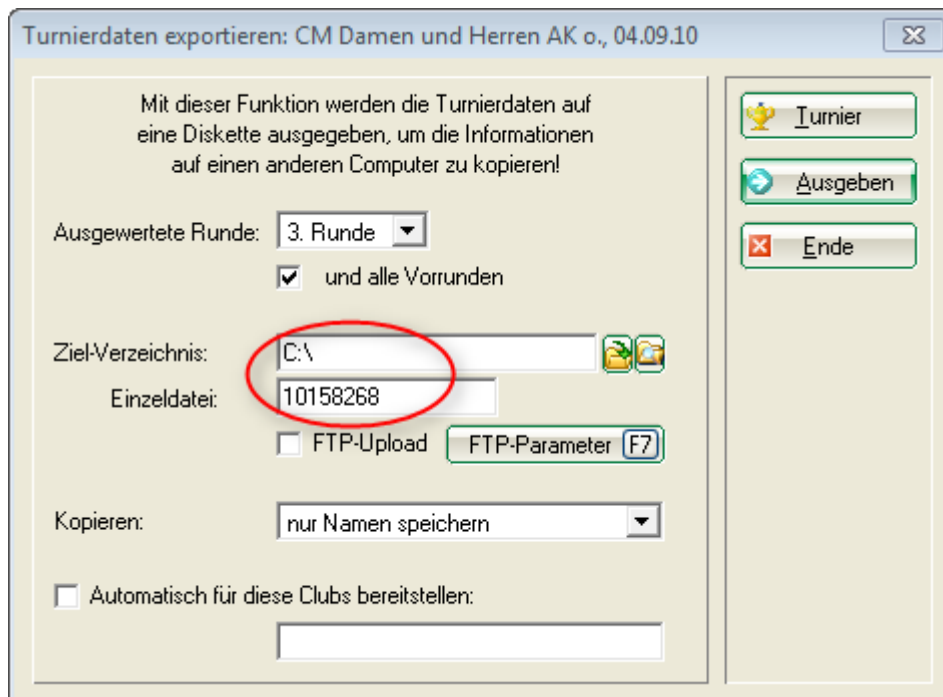 Turnierdaten exportieren: CM Damen und Herren AK o., 04.09.10
Mit dieser Funktion werden die Turnierdaten auf
eine Diskette ausgegeben, um die Informationen
auf einen anderen Computer zu kopieren!
Ausgewertete Runde: 3. Runde
und alle Vorrunden
Ziel-Verzeichnis: C:\
Einzeldatei: 10158268
FTP-Upload FTP-Parameter F7
Kopieren: nur Namen speichern
Automatisch für diese Clubs bereitstellen:
Turnier
Ausgeben
Ende